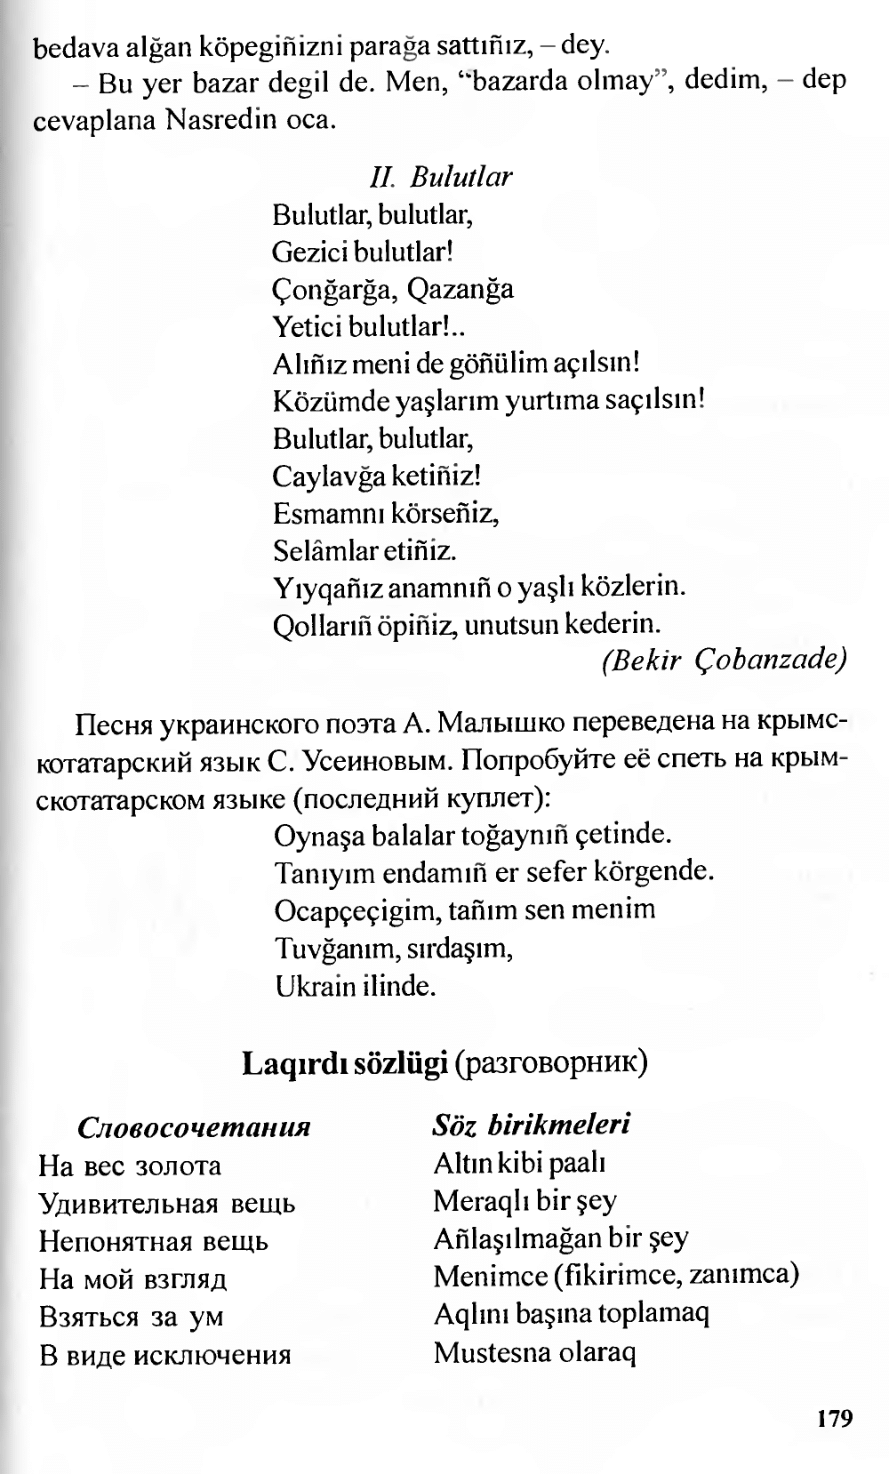 bedava alğan köpegiñizni parağa sattıñız, – dey.
– Bu yer bazar degil de. Men, “bazarda olmay”, dedim, – dep
cevaplana Nasredin oca.
II. Bulutlar
Bulutlar, bulutlar,
Gezici bulutlar!
Çonğarğa, Qazanğa
Yetici bulutlar!..
Alıñız meni de göñülim açılsın!
Közümde yaşlarım yurtıma saçılsın!
Bulutlar, bulutlar,
Caylavğa ketiñiz!
Esmamnı körseñiz,
Selâmlar etiñiz.
Yıyqañız anamnıñ o yaşlı közlerin.
Qolların̄ öpiñiz, unutsun kederin.
(Bekir Çobanzade)
Песня украинского поэта А. Малышко переведена на крымс-
котатарский язык С. Усеиновым. Попробуйте её спеть на крым-
скотатарском языке (последний куплет):
Oynaşa balalar toğaynıñ çetinde.
Tanıyım endamıñ er sefer körgende.
Ocapçeçigim, tañım sen menim
Tuvğanım, sırdaşım,
Ukrain ilinde.
Laqırdı sözlügi (разговорник)
Словосочетания Söz birikmeleri
На вес золота Altın kibi paalı
Удивительная вещь Meraqlı bir şey
Непонятная вещь Añlaşılmağan bir şey
На мой взгляд Menimce (fikirimce, zanımca)
Взяться за ум Aqlını başına toplamaq
В виде исключения Mustesna olaraq
179